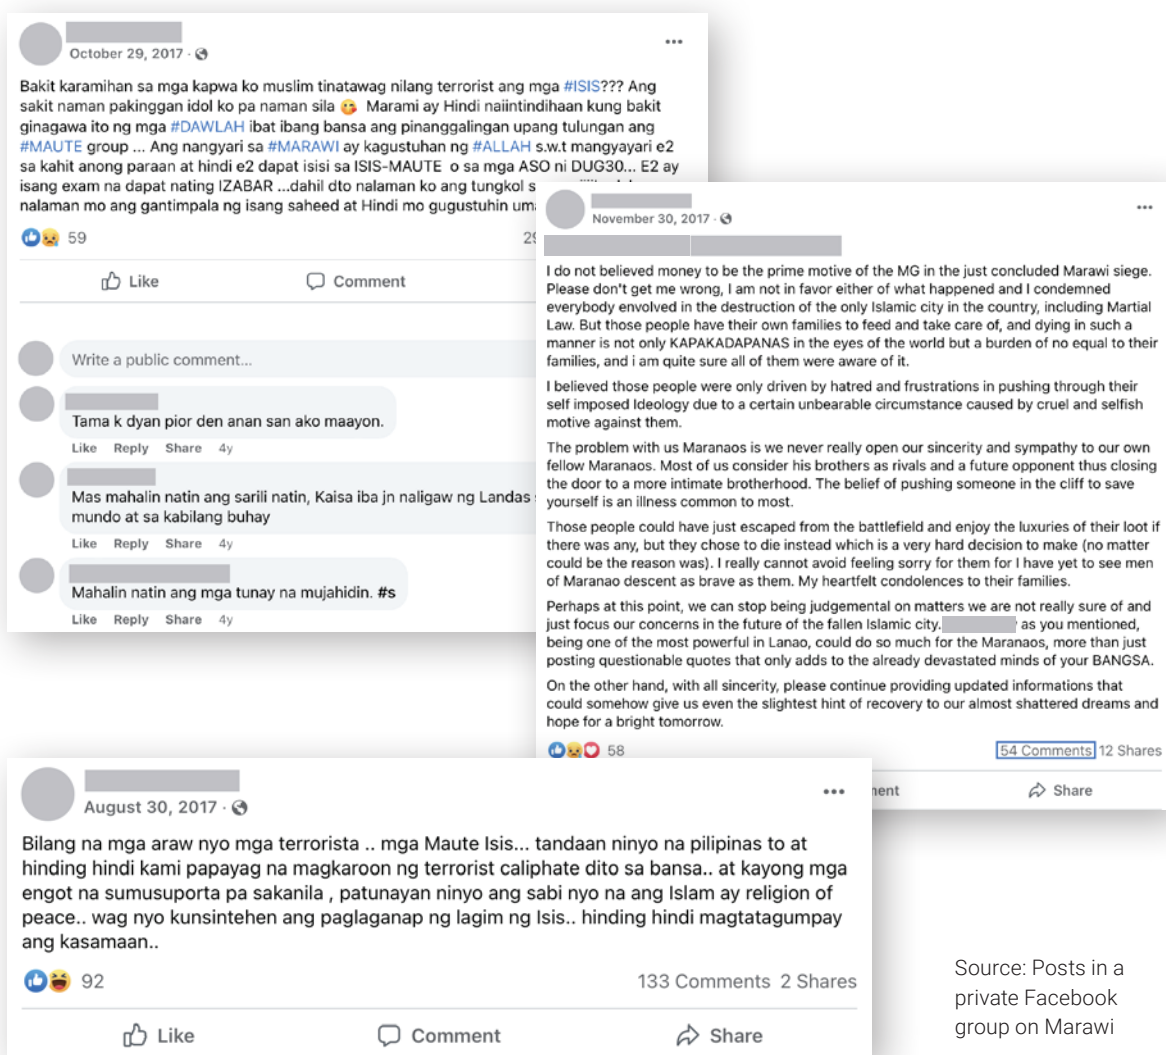 October 29, 2017 ·
Bakit karamihan sa mga kapwa ko muslim tinatawag nilang terrorist ang mga #ISIS??? Ang
sakit naman pakinggan idol ko pa naman sila 😋 Marami ay Hindi naiintindihaan kung bakit
ginagawa ito ng mga #DAWLAH ibat ibang bansa ang pinanggalingan upang tulungan ang
#MAUTE group ... Ang nangyari sa #MARAWI ay kagustuhan ng #ALLAH s.w.t mangyayari e2
sa kahit anong paraan at hindi e2 dapat isisi sa ISIS-MAUTE o sa mga ASO ni DUG30... E2 ay
isang exam na dapat nating IZABAR ...dahil dto nalaman ko ang tungkol
nalaman mo ang gantimpala ng isang saheed at Hindi mo gugustuhin
59
Like Comment
Write a public comment...
Tama k dyan pior den anan san ako maayon.
Like Reply Share 4y
Mas mahalin natin ang sarili natin, Kaisa iba jn naligaw ng Landas
mundo at sa kabilang buhay
Like Reply Share 4y
Mahalin natin ang mga tunay na mujahidin. #s
Like Reply Share 4y
November 30, 2017 ·
I do not believed money to be the prime motive of the MG in the just concluded Marawi siege.
Please don't get me wrong, I am not in favor either of what happened and I condemned
everybody envolved in the destruction of the only Islamic city in the country, including Martial
Law. But those people have their own families to feed and take care of, and dying in such a
manner is not only KAPAKADAPANAS in the eyes of the world but a burden of no equal to their
families, and i am quite sure all of them were aware of it.
I believed those people were only driven by hatred and frustrations in pushing through their
self imposed Ideology due to a certain unbearable circumstance caused by cruel and selfish
motive against them.
The problem with us Maranaos is we never really open our sincerity and sympathy to our own
fellow Maranaos. Most of us consider his brothers as rivals and a future opponent thus closing
the door to a more intimate brotherhood. The belief of pushing someone in the cliff to save
yourself is an illness common to most.
Those people could have just escaped from the battlefield and enjoy the luxuries of their loot if
there was any, but they chose to die instead which is a very hard decision to make (no matter
could be the reason was). I really cannot avoid feeling sorry for them for I have yet to see men
of Maranao descent as brave as them. My heartfelt condolences to their families.
Perhaps at this point, we can stop being judgemental on matters we are not really sure of and
just focus our concerns in the future of the fallen Islamic city. as you mentioned,
being one of the most powerful in Lanao, could do so much for the Maranaos, more than just
posting questionable quotes that only adds to the already devastated minds of your BANGSA.
On the other hand, with all sincerity, please continue providing updated informations that
could somehow give us even the slightest hint of recovery to our almost shattered dreams and
hope for a bright tomorrow.
58 54 Comments 12 Shares
Share
August 30, 2017 ·
Bilang na mga araw nyo mga terrorista .. mga Maute Isis... tandaan ninyo na pilipinas to at
hinding hindi kami papayag na magkaroon ng terrorist caliphate dito sa bansa.. at kayong mga
engot na sumusuporta pa sakanila , patunayan ninyo ang sabi nyo na ang Islam ay religion of
peace.. wag nyo kunsintehen ang paglaganap ng lagim ng Isis.. hinding hindi magtatagumpay
ang kasamaan..
92 133 Comments 2 Shares
Like Comment Share
Source: Posts in a
private Facebook
group on Marawi